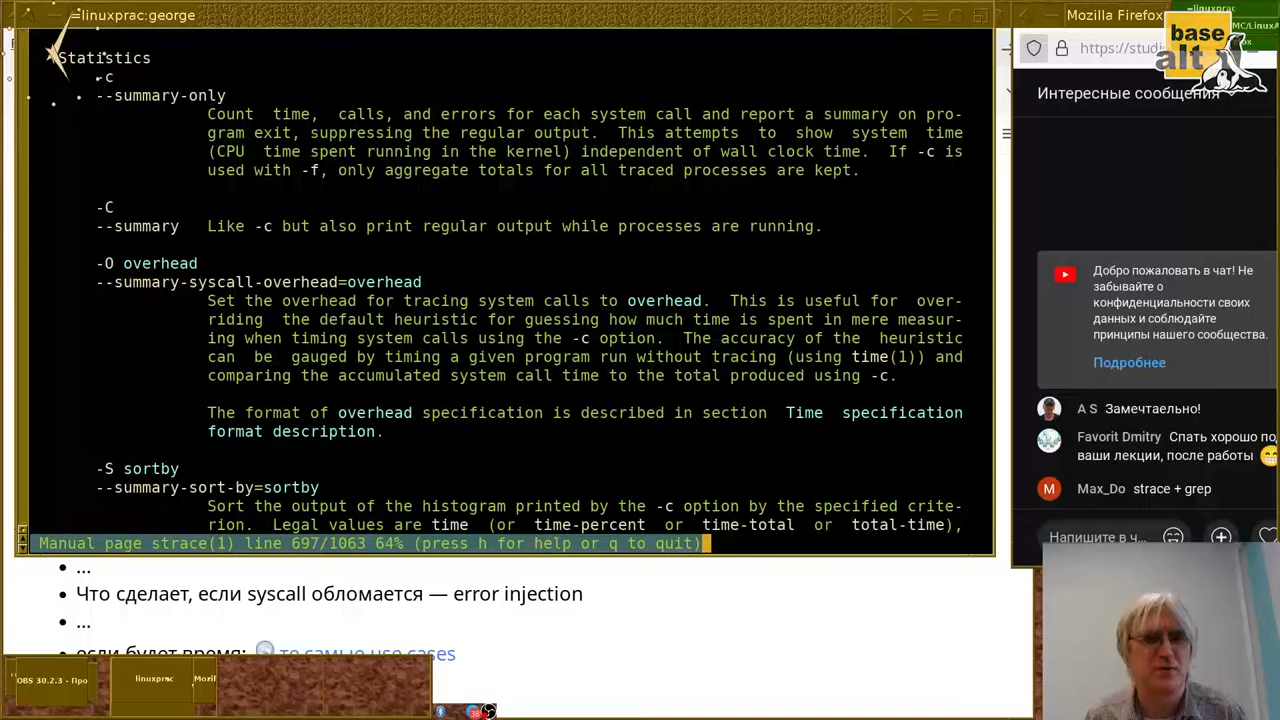 =linuxprac:george
Statistics
-c
--summary-only
Count time, calls, and errors for each system call and report a summary on pro-
gram exit, suppressing the regular output. This attempts to show system time
(CPU time spent running in the kernel) independent of wall clock time. If -c is
used with -f, only aggregate totals for all traced processes are kept.
-C
--summary Like -c but also print regular output while processes are running.
-O overhead
--summary-syscall-overhead=overhead
Set the overhead for tracing system calls to overhead. This is useful for over-
riding the default heuristic for guessing how much time is spent in mere measur-
ing when timing system calls using the -c option. The accuracy of the heuristic
can be gauged by timing a given program run without tracing (using time(1)) and
comparing the accumulated system call time to the total produced using -c.
The format of overhead specification is described in section Time specification
format description.
-S sortby
--summary-sort-by=sortby
Sort the output of the histogram printed by the -c option by the specified crite-
rion. Legal values are time (or time-percent or time-total or total-time),
Manual page strace(1) line 697/1063 64% (press h for help or q to quit)
...
Что сделает, если syscall обломается — error injection
...
если будет время: те самые use cases
OBS 30.2.3 - Про
linuxprac
Mozil
Mozilla Firefox
=linuxprac
base
alt
https://studi
Интересные сообщения
Добро пожаловать в чат! Не
забывайте о
конфиденциальности своих
данных и соблюдайте
принципы нашего сообщества.
Подробнее
A S Замечтаельно!
Favorit Dmitry Спать хорошо по
ваши лекции, после работы
M Max_Do strace + grep
Напишите в ч...